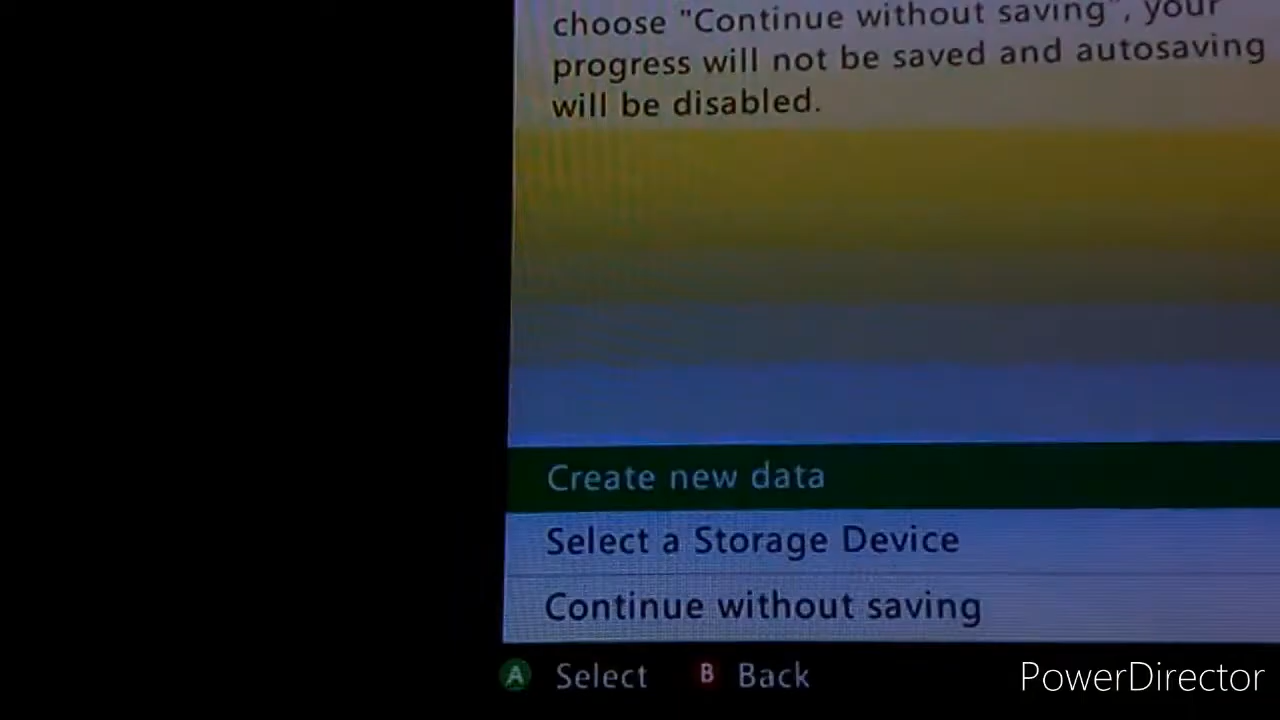 choose "Continue without saving", your
progress will not be saved and autosaving
will be disabled.
Create new data
Select a Storage Device
Continue without saving
A Select B Back
PowerDirector